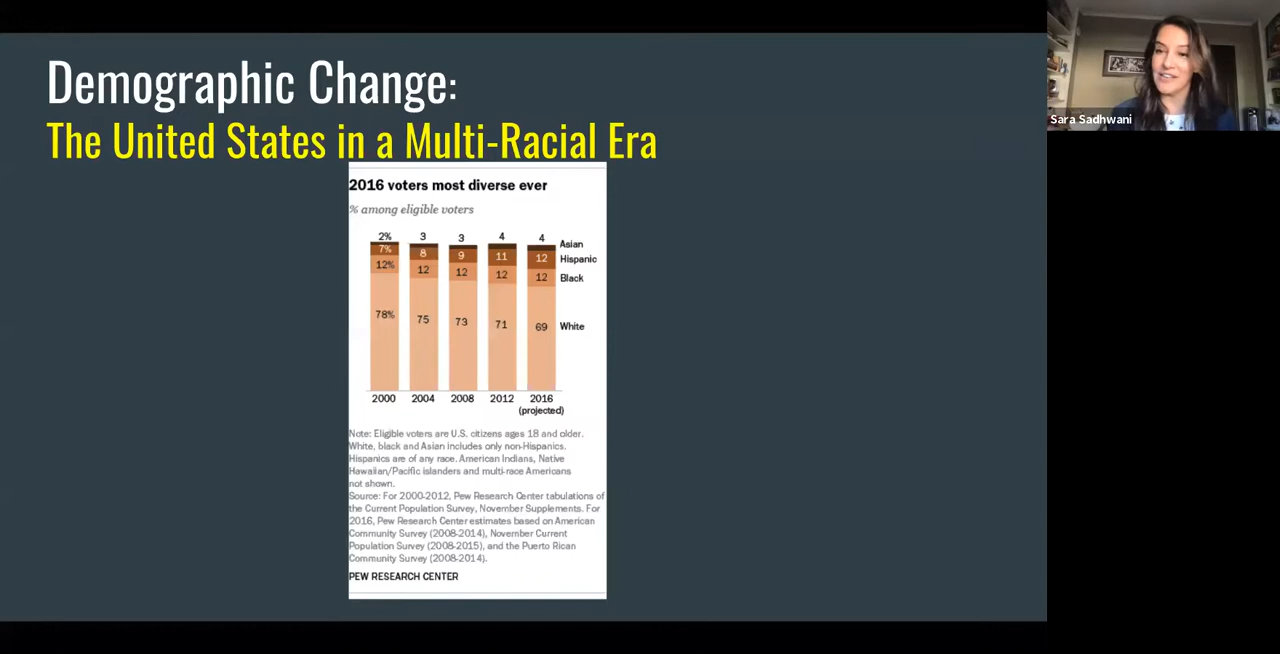 Demographic Change:
The United States in a Multi-Racial Era
Sara Sadhwani
2016 voters most diverse ever
% among eligible voters
2% 3 3 4 4 Asian
7% 8 9 11 12 Hispanic
12% 12 12 12 12 Black
78% 75 73 71 69 White
2000 2004 2008 2012 2016
(projected)
Note: Eligible voters are U.S. citizens ages 18 and older.
White, black and Asian includes only non-Hispanics.
Hispanics are of any race. American Indians, Native
Hawaiian/Pacific islanders and multi-race Americans
not shown.
Source: For 2000-2012, Pew Research Center tabulations of
the Current Population Survey, November Supplements. For
2016, Pew Research Center estimates based on American
Community Survey (2008-2014), November Current
Population Survey (2008-2015), and the Puerto Rican
Community Survey (2008-2014).
PEW RESEARCH CENTER